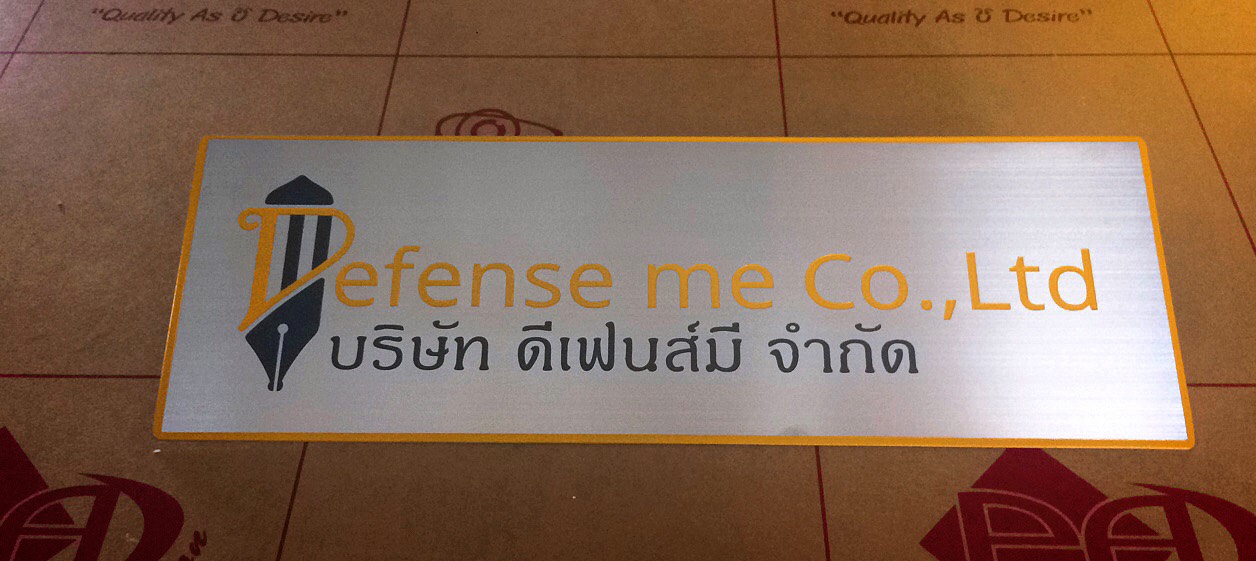 "Quality As ʊ Desire"
"Quality As ʊ Desire"
Defense me Co.,Ltd
บริษัท ดีเฟนส์มี จำกัด